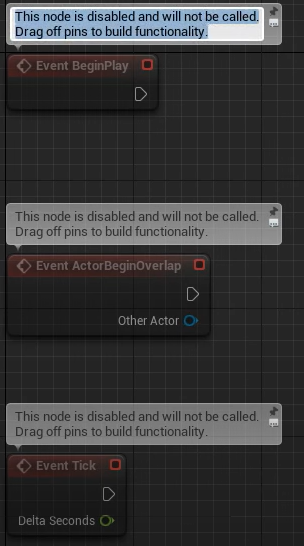 This node is disabled and will not be called.
Drag off pins to build functionality.
Event BeginPlay
This node is disabled and will not be called.
Drag off pins to build functionality.
Event ActorBeginOverlap
Other Actor
This node is disabled and will not be called.
Drag off pins to build functionality.
Event Tick
Delta Seconds